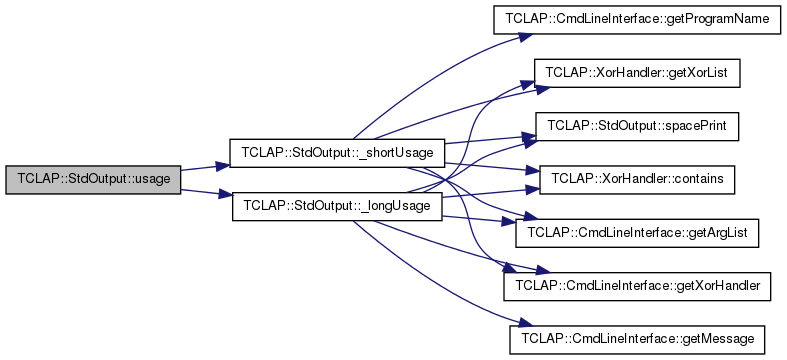 TCLAP::StdOutput::usage
TCLAP::StdOutput::_shortUsage
TCLAP::StdOutput::_longUsage
TCLAP::CmdLineInterface::getProgramName
TCLAP::XorHandler::getXorList
TCLAP::StdOutput::spacePrint
TCLAP::XorHandler::contains
TCLAP::CmdLineInterface::getArgList
TCLAP::CmdLineInterface::getXorHandler
TCLAP::CmdLineInterface::getMessage